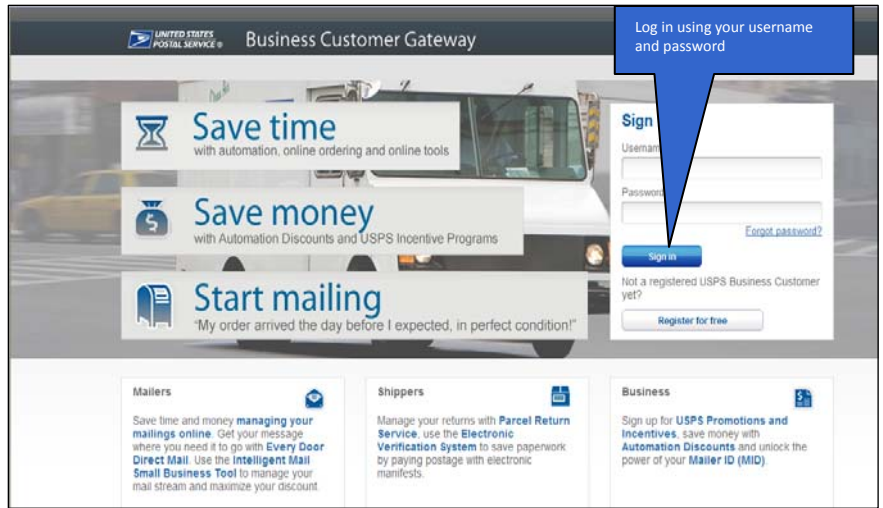 UNITED STATES
POSTAL SERVICE ®
Business Customer Gateway
Log in using your username
and password
Save time
with automation, online ordering and online tools
Save money
with Automation Discounts and USPS Incentive Programs
Start mailing
"My order arrived the day before I expected, in perfect condition!"
Sign
Usernam
Password
Forgot password?
Sign in
Not a registered USPS Business Customer
yet?
Register for free
Mailers
Save time and money managing your
mailings online. Get your message
where you need it to go with Every Door
Direct Mail. Use the Intelligent Mail
Small Business Tool to manage your
mail stream and maximize your discount.
Shippers
Manage your returns with Parcel Return
Service, use the Electronic
Verification System to save paperwork
by paying postage with electronic
manifests.
Business
Sign up for USPS Promotions and
Incentives, save money with
Automation Discounts and unlock the
power of your Mailer ID (MID).